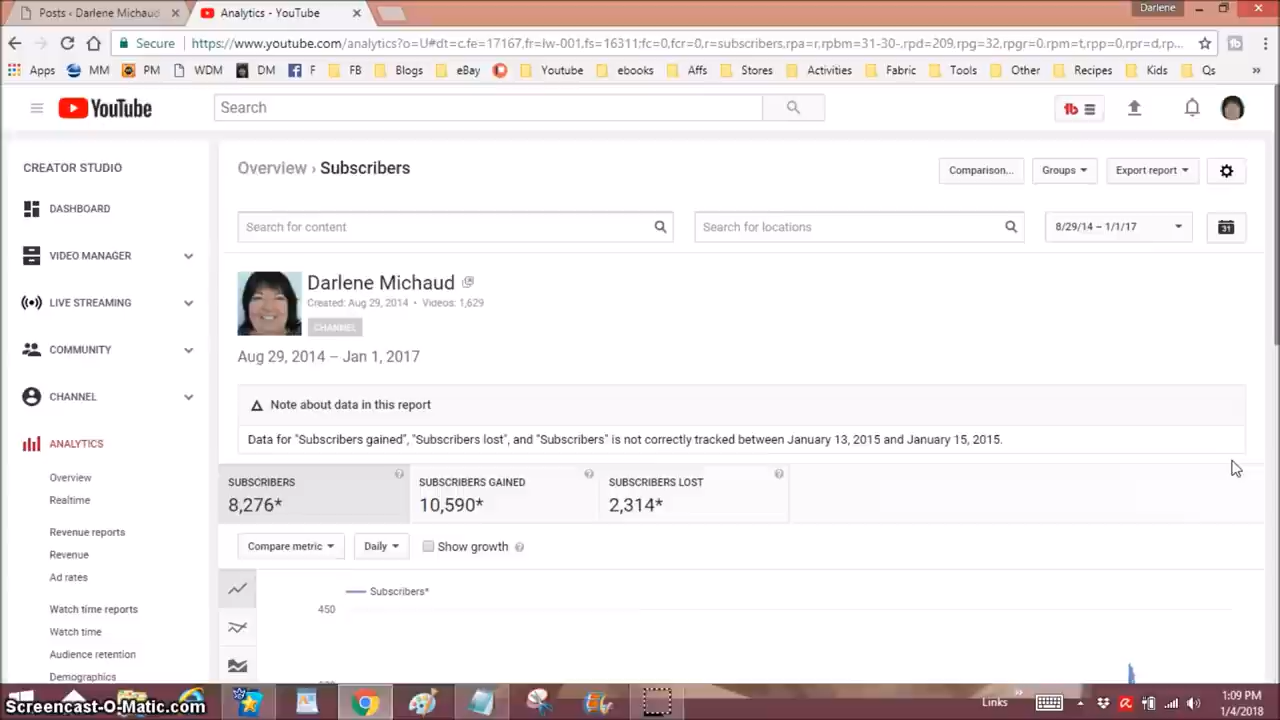 Posts ‹ Darlene Michaud
Analytics - YouTube
Darlene
Secure https://www.youtube.com/analytics?o=U#dt=c,fe=17167,fr=lw-001,fs=16311;fc=0,fcr=0,r=subscribers,rpa=r,rpbm=31-30-,rpd=209,rpg=32,rpgr=0,rpm=t,rpp=0,rpr=d,rp...
Apps MM PM WDM DM F FB Blogs eBay Youtube ebooks Affs Stores Activities Fabric Tools Other Recipes Kids Qs »
YouTube
Search
tb
CREATOR STUDIO
Overview › Subscribers
Comparison... Groups Export report
DASHBOARD
Search for content
Search for locations
8/29/14 – 1/1/17
31
VIDEO MANAGER
Darlene Michaud
LIVE STREAMING
Created: Aug 29, 2014 • Videos: 1,629
CHANNEL
COMMUNITY
Aug 29, 2014 – Jan 1, 2017
CHANNEL
Note about data in this report
ANALYTICS
Data for "Subscribers gained", "Subscribers lost", and "Subscribers" is not correctly tracked between January 13, 2015 and January 15, 2015.
Overview
Realtime
SUBSCRIBERS ?
8,276*
SUBSCRIBERS GAINED ?
10,590*
SUBSCRIBERS LOST ?
2,314*
Revenue reports
Revenue
Ad rates
Compare metric Daily Show growth ?
Subscribers*
450
Watch time reports
Watch time
Audience retention
Demographics
Screencast-O-Matic.com
Links »
1:09 PM
1/4/2018